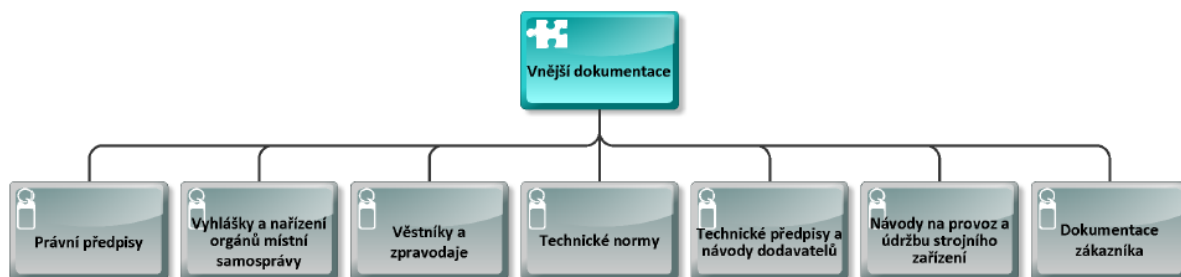 Vnější dokumentace
Právní předpisy
Vyhlášky a nařízení
orgánů místní
samosprávy
Věstníky a
zpravodaje
Technické normy
Technické předpisy a
návody dodavatelů
Návody na provoz a
údržbu strojního
zařízení
Dokumentace
zákazníka